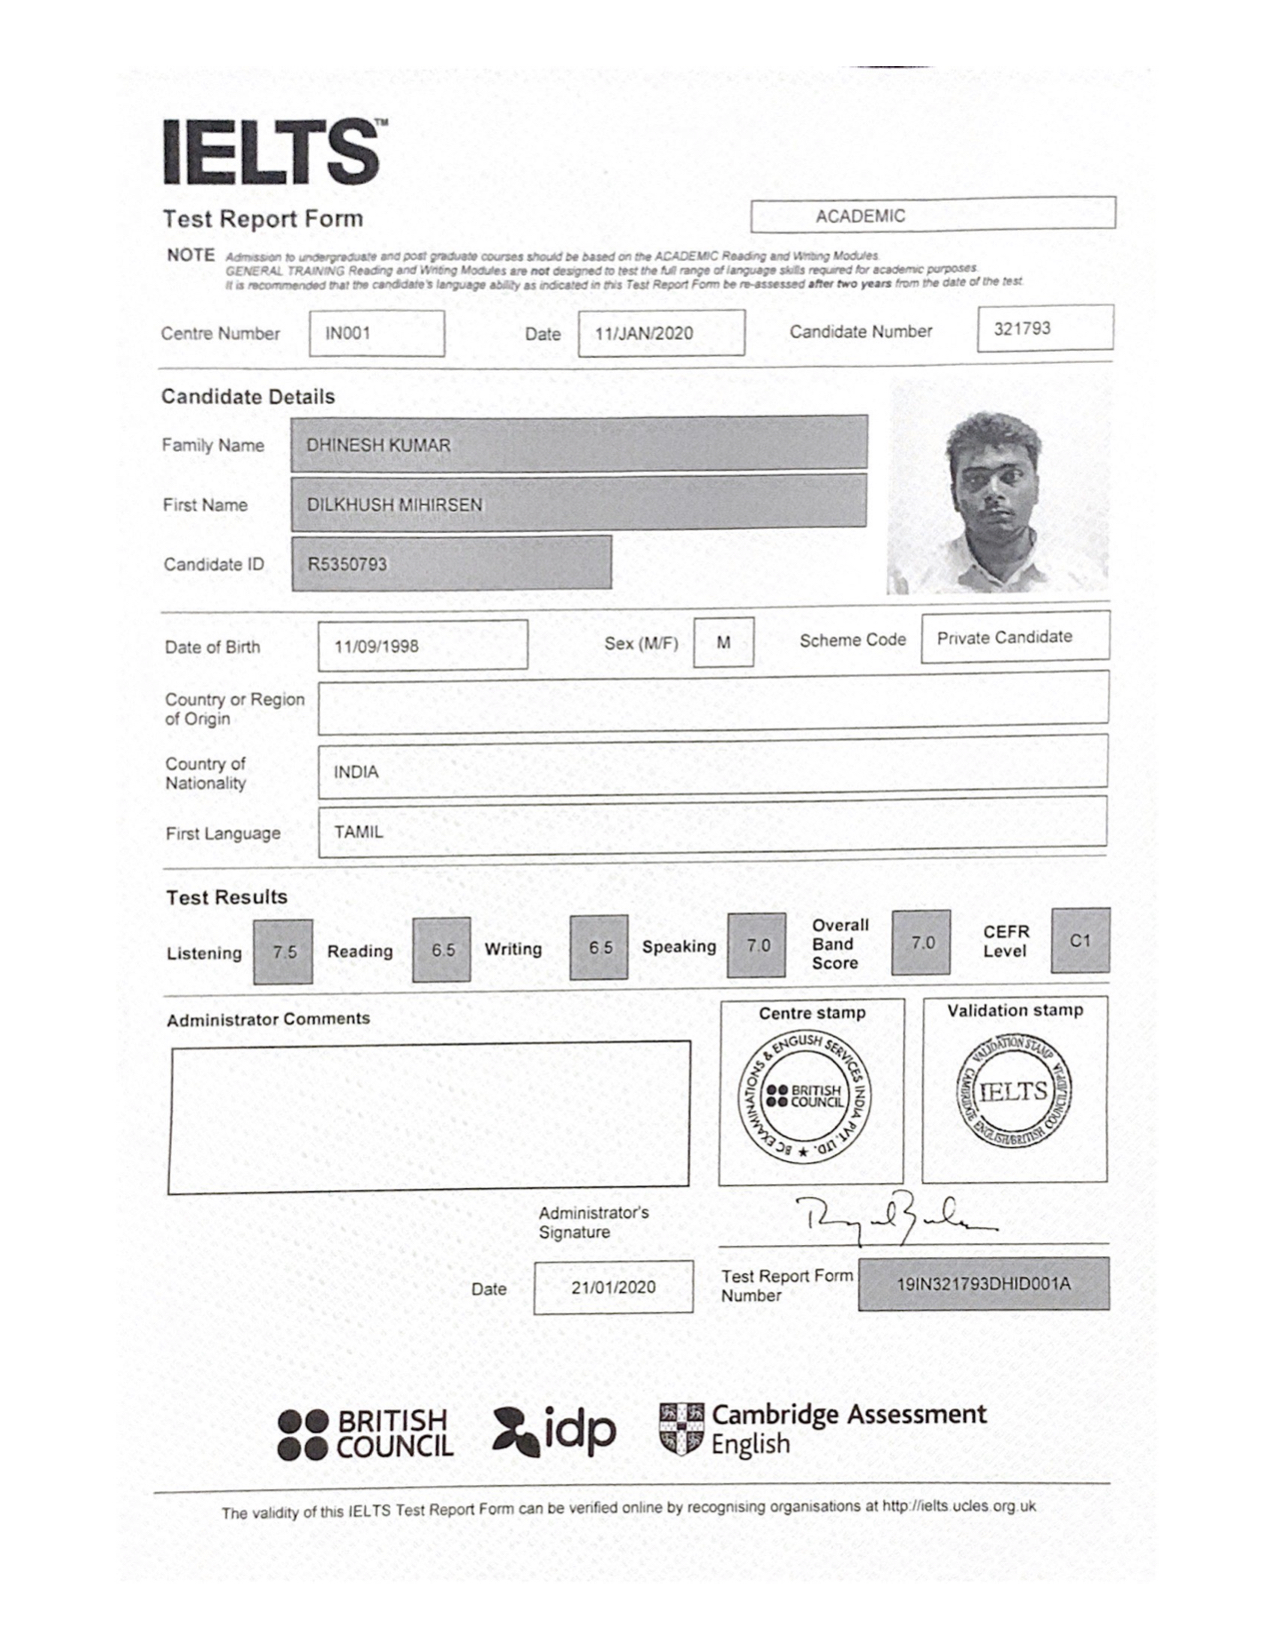 IELTS™
Test Report Form
ACADEMIC
NOTE Admission to undergraduate and post graduate courses should be based on the ACADEMIC Reading and Writing Modules.
GENERAL TRAINING Reading and Writing Modules are not designed to test the full range of language skills required for academic purposes.
It is recommended that the candidate's language ability as indicated in this Test Report Form be re-assessed after two years from the date of the test.
Centre Number IN001 Date 11/JAN/2020 Candidate Number 321793
Candidate Details
Family Name DHINESH KUMAR
First Name DILKHUSH MIHIRSEN
Candidate ID R5350793
Date of Birth 11/09/1998 Sex (M/F) M Scheme Code Private Candidate
Country or Region
of Origin
Country of
Nationality INDIA
First Language TAMIL
Test Results
Listening 7.5 Reading 6.5 Writing 6.5 Speaking 7.0 Overall Band Score 7.0 CEFR Level C1
Administrator Comments
Centre stamp
BC EXAMINATIONS & ENGLISH SERVICES INDIA PVT. LTD. ★
BRITISH
COUNCIL
Validation stamp
VALIDATION STAMP
CAMBRIDGE ENGLISH/BRITISH COUNCIL/IDP:IA
IELTS
Administrator's
Signature
Date 21/01/2020
Test Report Form
Number 19IN321793DHID001A
BRITISH
COUNCIL
idp
Cambridge Assessment
English
The validity of this IELTS Test Report Form can be verified online by recognising organisations at http://ielts.ucles.org.uk